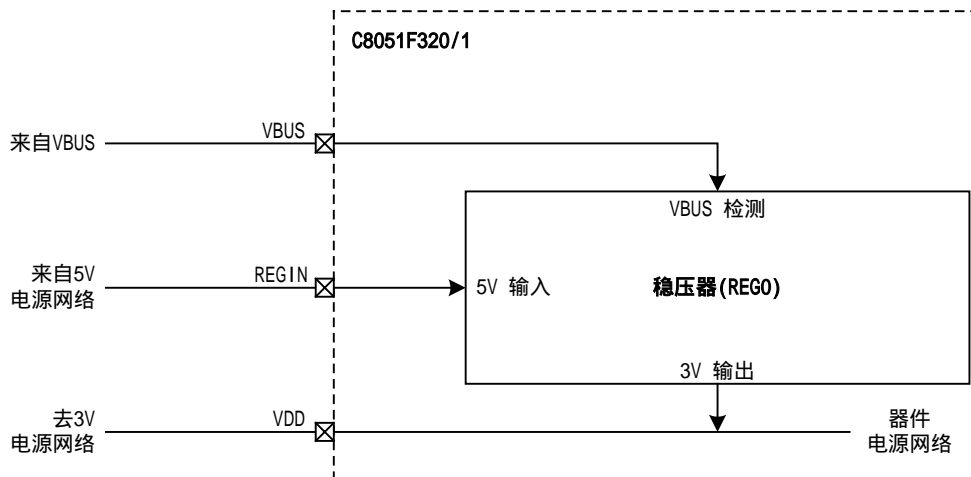 C8051F320/1
来自VBUS
VBUS
VBUS 检测
来自5V
电源网络
REGIN
5V 输入
稳压器(REG0)
3V 输出
去3V
电源网络
VDD
器件
电源网络